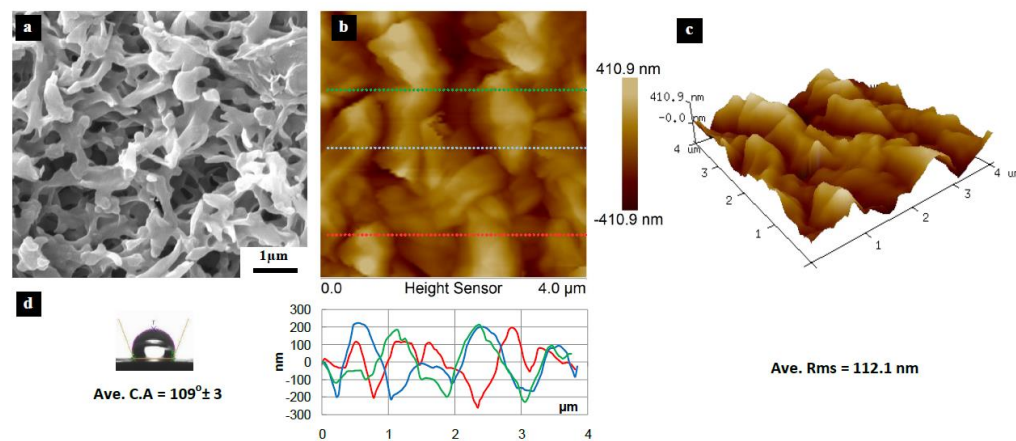 a
1µm
b
0.0 Height Sensor 4.0 µm
410.9 nm
-410.9 nm
c
410.9 nm
-0.0 nm
4 um
3
2
1
1
2
3
4 um
d
Ave. C.A = 109°± 3
nm
300
200
100
0
-100
-200
-300
µm
0 1 2 3 4
Ave. Rms = 112.1 nm